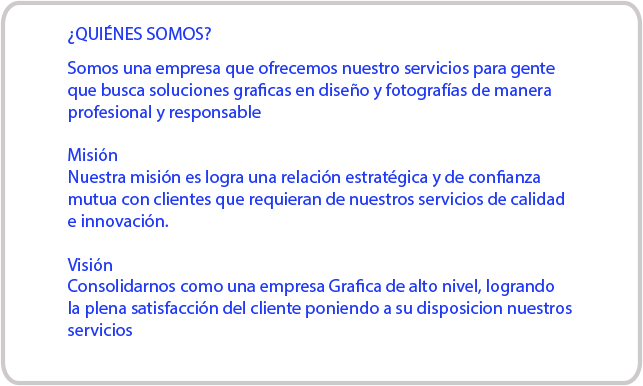 ¿QUIÉNES SOMOS?
Somos una empresa que ofrecemos nuestro servicios para gente
que busca soluciones graficas en diseño y fotografías de manera
profesional y responsable
Misión
Nuestra misión es logra una relación estratégica y de confianza
mutua con clientes que requieran de nuestros servicios de calidad
e innovación.
Visión
Consolidarnos como una empresa Grafica de alto nivel, logrando
la plena satisfacción del cliente poniendo a su disposicion nuestros
servicios